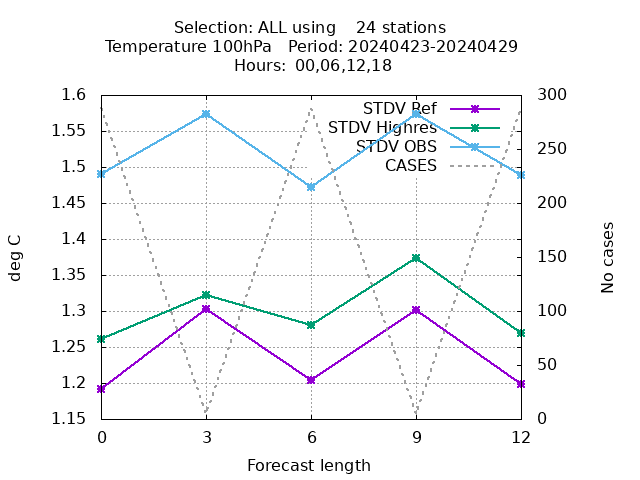 Selection: ALL using 24 stations
Temperature 100hPa Period: 20240423-20240429
Hours: 00,06,12,18
STDV Ref
STDV Highres
STDV OBS
CASES
1.6
1.55
1.5
1.45
1.4
1.35
1.3
1.25
1.2
1.15
300
250
200
150
100
50
0
deg C
No cases
0 3 6 9 12
Forecast length